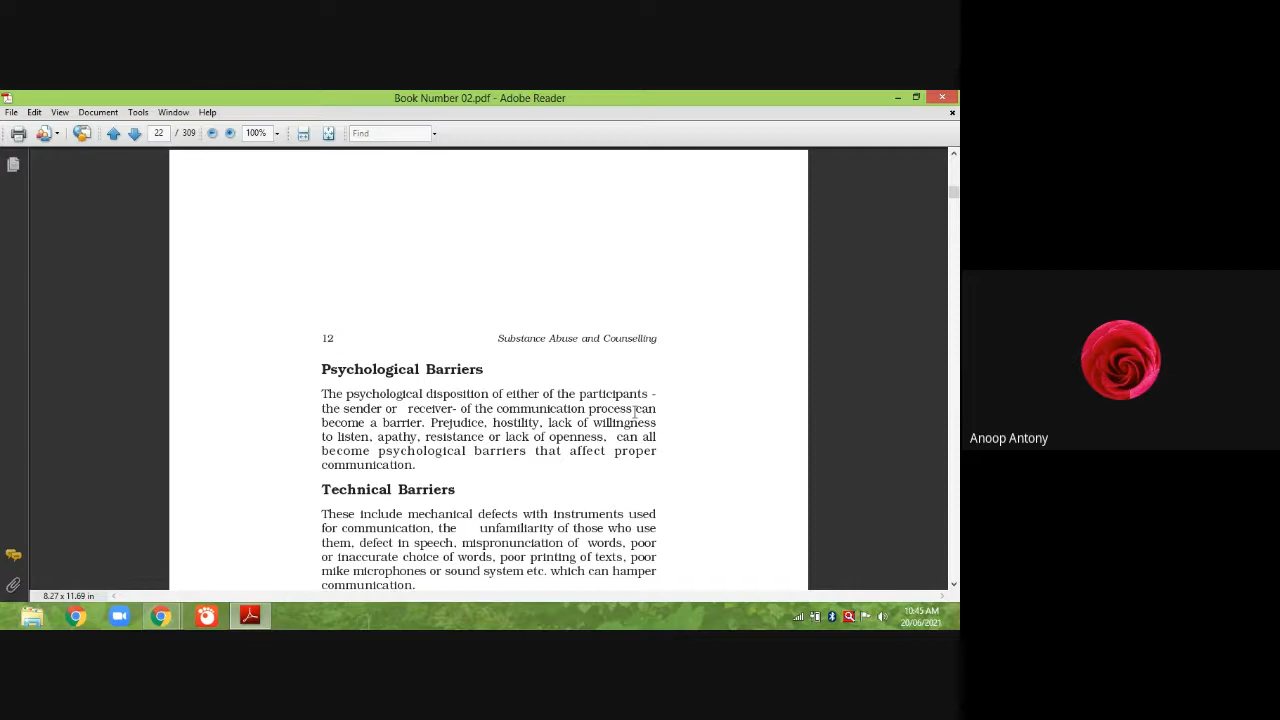 Book Number 02.pdf - Adobe Reader
File Edit View Document Tools Window Help
22 / 309 100% Find
12 Substance Abuse and Counselling
Psychological Barriers
The psychological disposition of either of the participants -
the sender or receiver- of the communication process can
become a barrier. Prejudice, hostility, lack of willingness
to listen, apathy, resistance or lack of openness, can all
become psychological barriers that affect proper
communication.
Technical Barriers
These include mechanical defects with instruments used
for communication, the unfamiliarity of those who use
them, defect in speech, mispronunciation of words, poor
or inaccurate choice of words, poor printing of texts, poor
mike microphones or sound system etc. which can hamper
communication.
8.27 x 11.69 in
10:45 AM
20/06/2021
Anoop Antony